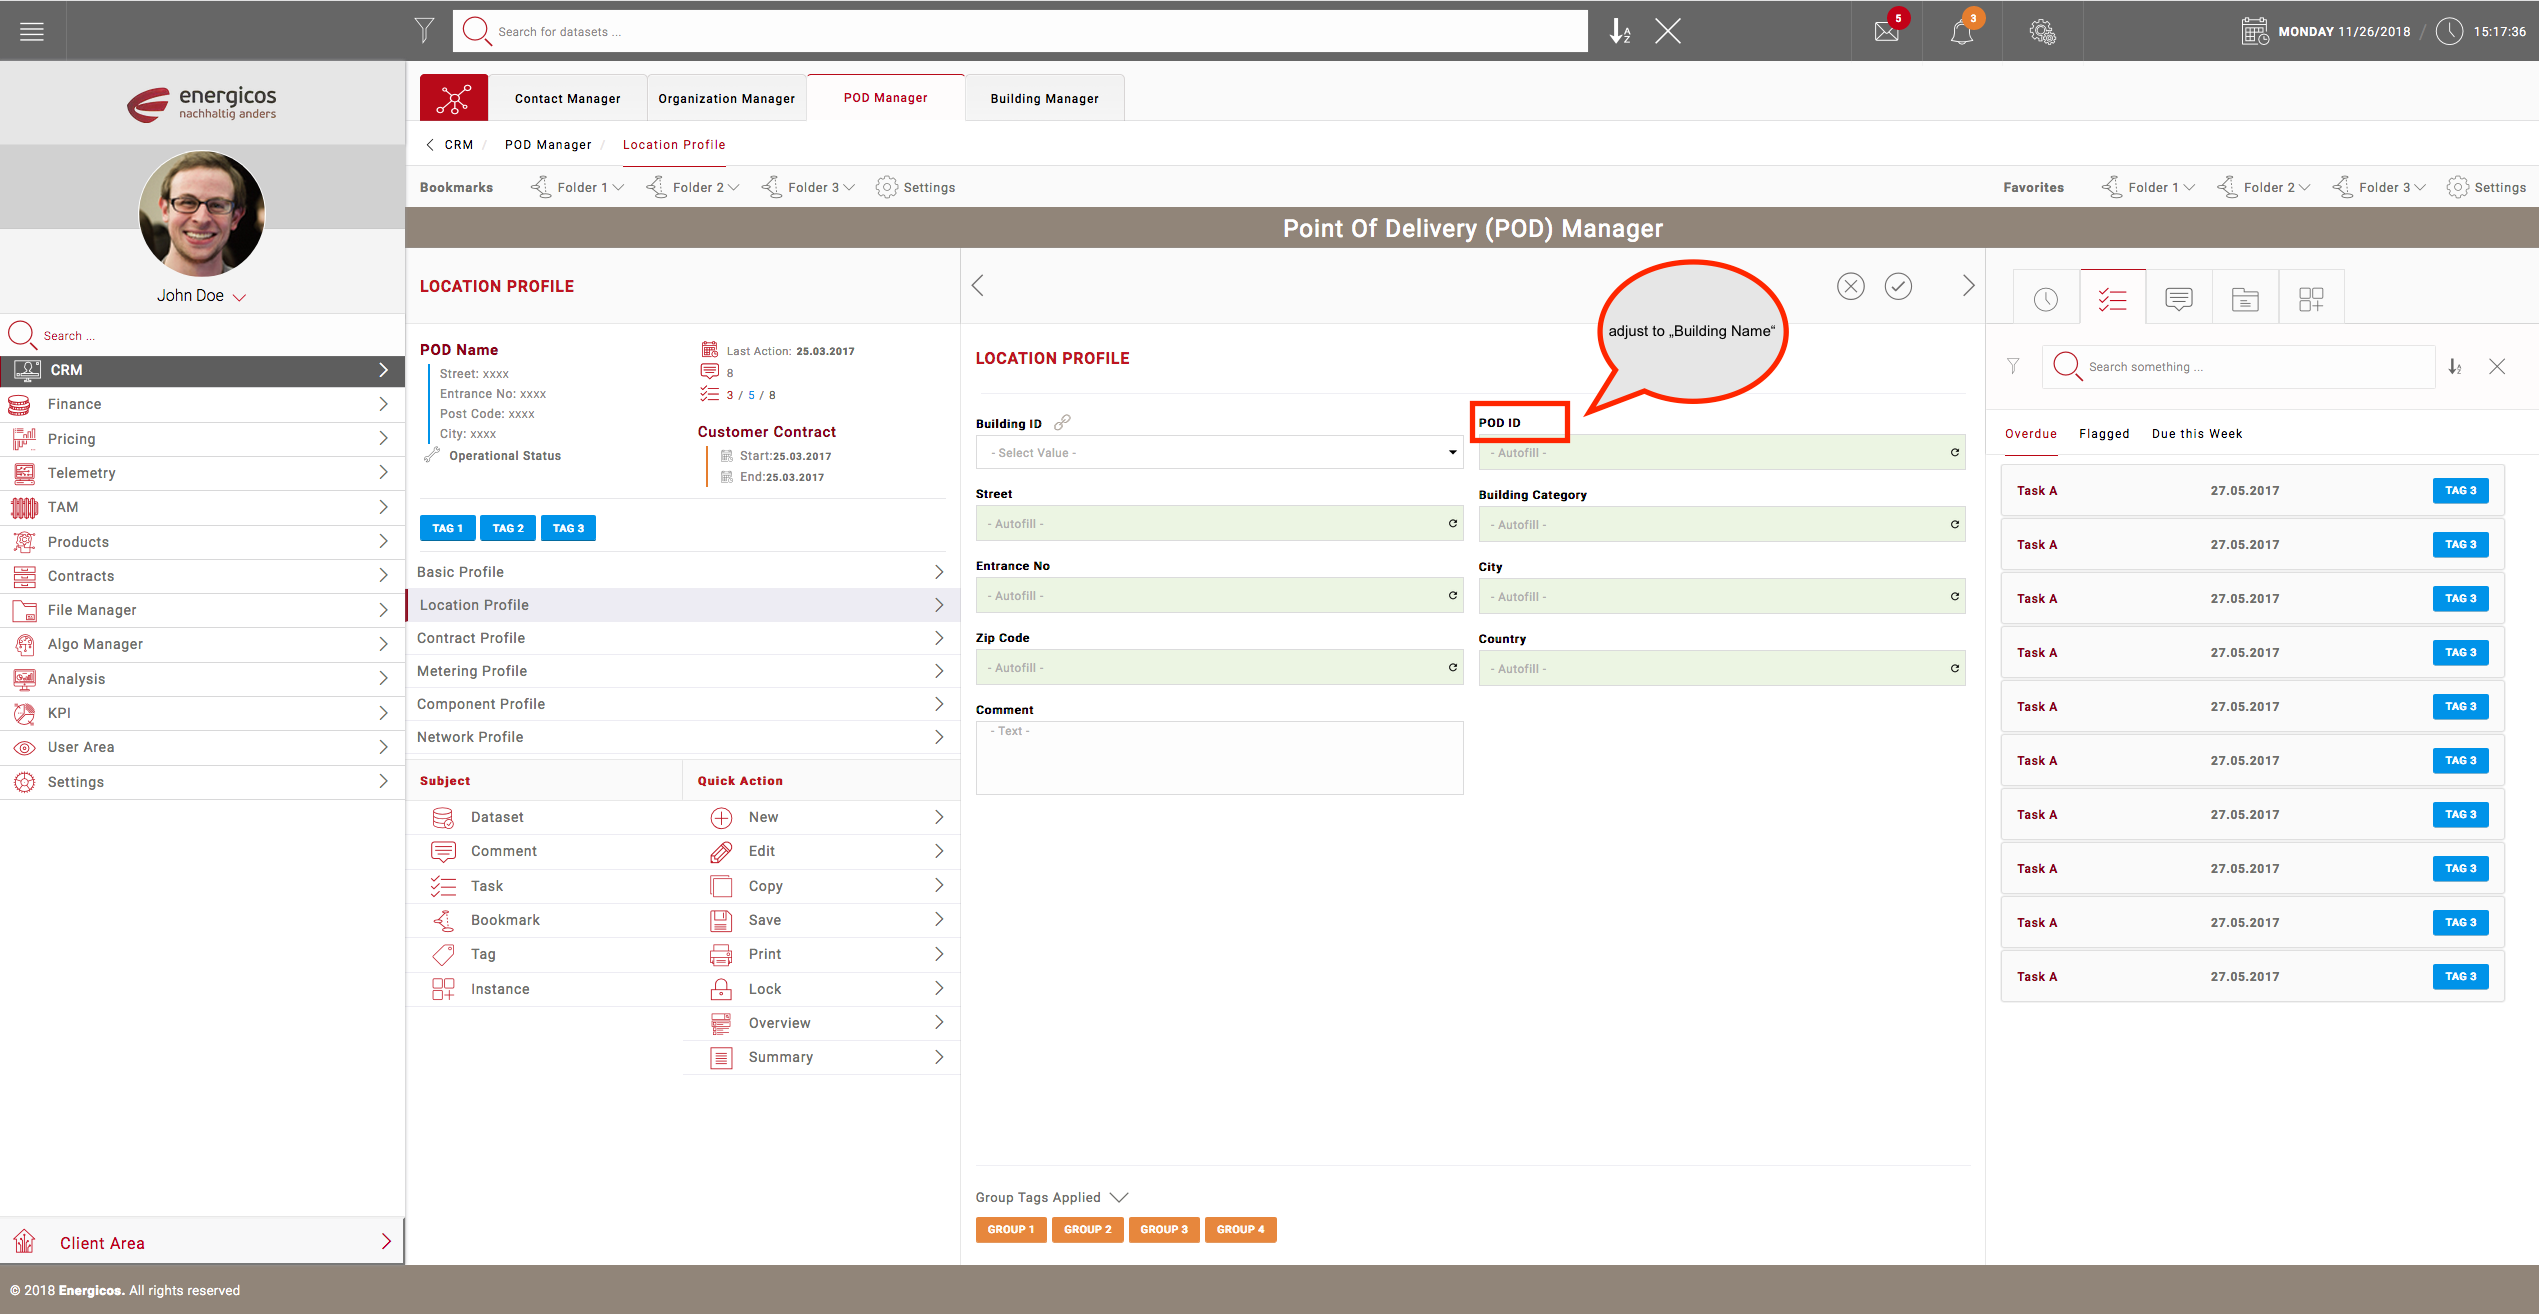 Search for datasets ...
5
3
MONDAY 11/26/2018 / 15:17:36
energicos
nachhaltig anders
John Doe
Search ...
CRM
Finance
Pricing
Telemetry
TAM
Products
Contracts
File Manager
Algo Manager
Analysis
KPI
User Area
Settings
Client Area
Contact Manager
Organization Manager
POD Manager
Building Manager
CRM / POD Manager / Location Profile
Bookmarks
Folder 1
Folder 2
Folder 3
Settings
Favorites
Folder 1
Folder 2
Folder 3
Settings
Point Of Delivery (POD) Manager
LOCATION PROFILE
POD Name
Street: xxxx
Entrance No: xxxx
Post Code: xxxx
City: xxxx
Operational Status
Last Action: 25.03.2017
8
3 / 5 / 8
Customer Contract
Start:25.03.2017
End:25.03.2017
TAG 1
TAG 2
TAG 3
Basic Profile
Location Profile
Contract Profile
Metering Profile
Component Profile
Network Profile
Subject
Dataset
Comment
Task
Bookmark
Tag
Instance
Quick Action
New
Edit
Copy
Save
Print
Lock
Overview
Summary
adjust to „Building Name“
LOCATION PROFILE
Building ID
- Select Value -
POD ID
- Autofill -
Street
- Autofill -
Building Category
- Autofill -
Entrance No
- Autofill -
City
- Autofill -
Zip Code
- Autofill -
Country
- Autofill -
Comment
- Text -
Group Tags Applied
GROUP 1
GROUP 2
GROUP 3
GROUP 4
Search something ...
Overdue
Flagged
Due this Week
Task A 27.05.2017 TAG 3
Task A 27.05.2017 TAG 3
Task A 27.05.2017 TAG 3
Task A 27.05.2017 TAG 3
Task A 27.05.2017 TAG 3
Task A 27.05.2017 TAG 3
Task A 27.05.2017 TAG 3
Task A 27.05.2017 TAG 3
Task A 27.05.2017 TAG 3
Task A 27.05.2017 TAG 3
© 2018 Energicos. All rights reserved